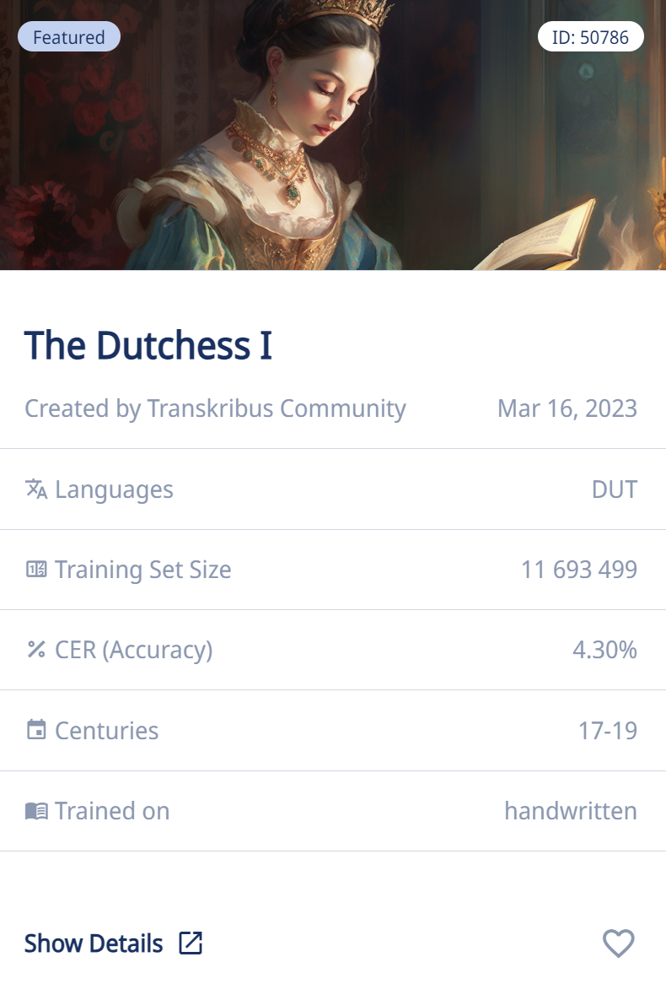 Featured
ID: 50786
The Dutchess I
Created by Transkribus Community Mar 16, 2023
Languages DUT
Training Set Size 11 693 499
CER (Accuracy) 4.30%
Centuries 17-19
Trained on handwritten
Show Details